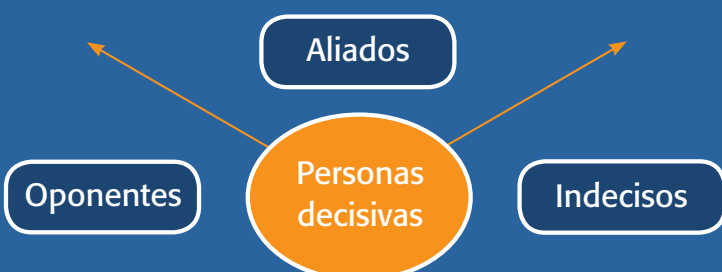 Aliados
Oponentes
Personas
decisivas
Indecisos